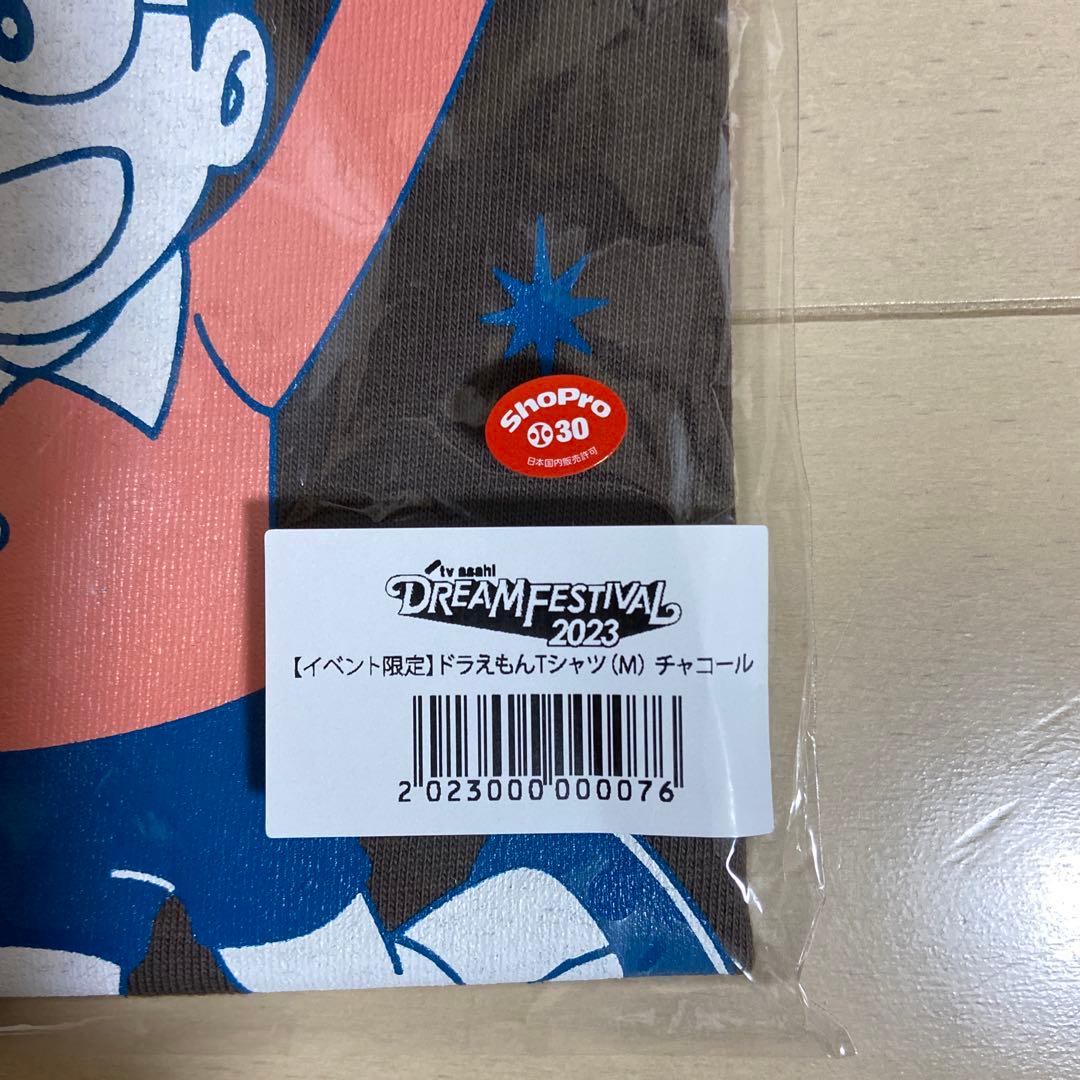 ShoPro
30
日本国内販売許可
tv asahi
DREAMFESTIVAL
2023
【イベント限定】ドラえもんTシャツ(M) チャコール
2 023000 000076